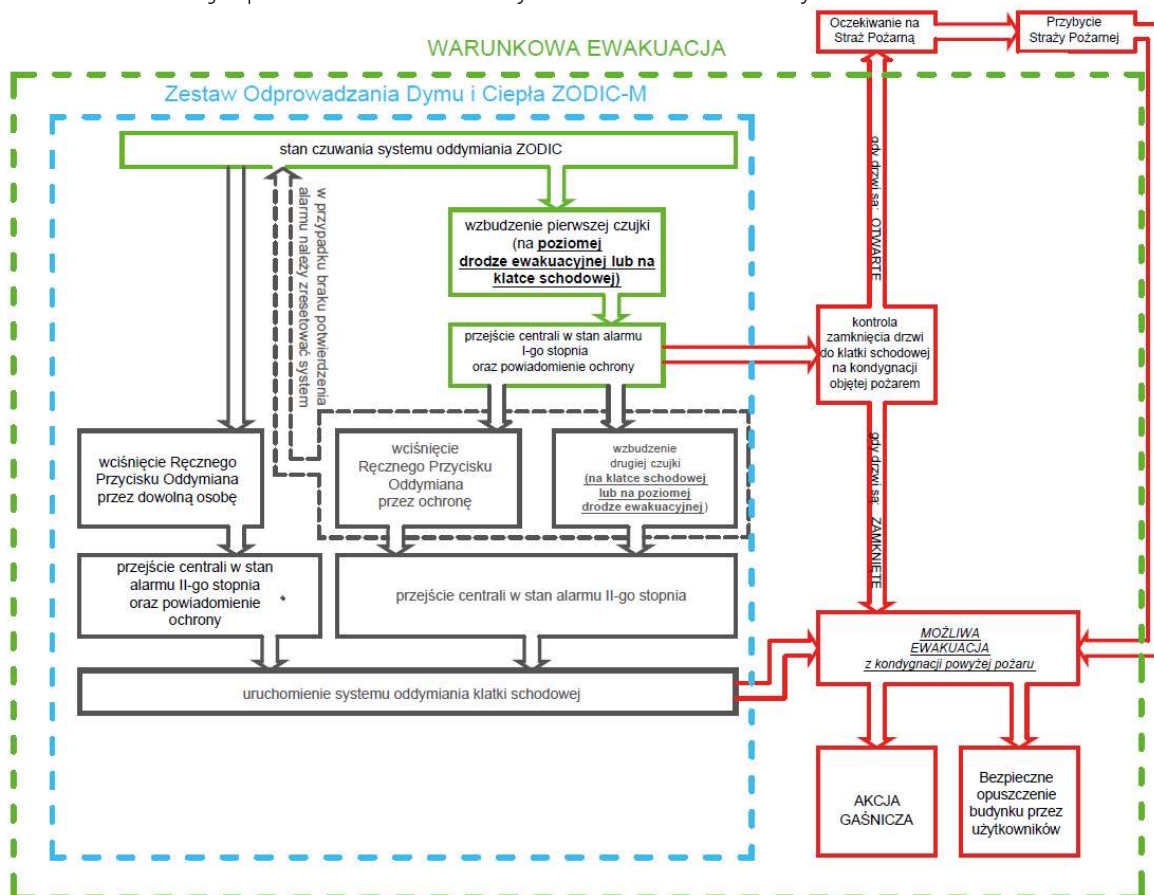 Oczekiwanie na
Straż Pożarną
Przybycie
Straży Pożarnej
WARUNKOWA EWAKUACJA
Zestaw Odprowadzania Dymu i Ciepła ZODIC-M
stan czuwania systemu oddymiania ZODIC
w przypadku braku potwierdzenia
alarmu należy zresetować system
wzbudzenie pierwszej czujki
(na poziomej
drodze ewakuacyjnej lub na
klatce schodowej)
gdy drzwi są: OTWARTE
przejście centrali w stan alarmu
I-go stopnia
oraz powiadomienie ochrony
kontrola
zamknięcia drzwi
do klatki schodowej
na kondygnacji
objętej pożarem
wciśnięcie Ręcznego
Przycisku Oddymiana
przez dowolną osobę
wciśnięcie
Ręcznego Przycisku
Oddymiana
przez ochronę
wzbudzenie
drugiej czujki
(na klatce schodowej
lub na poziomej
drodze ewakuacyjnej)
gdy drzwi są: ZAMKNIĘTE
przejście centrali w stan
alarmu II-go stopnia
oraz powiadomienie
ochrony
przejście centrali w stan alarmu II-go stopnia
MOŻLIWA
EWAKUACJA
z kondygnacji powyżej pożaru
uruchomienie systemu oddymiania klatki schodowej
AKCJA
GAŚNICZA
Bezpieczne
opuszczenie
budynku przez
użytkowników